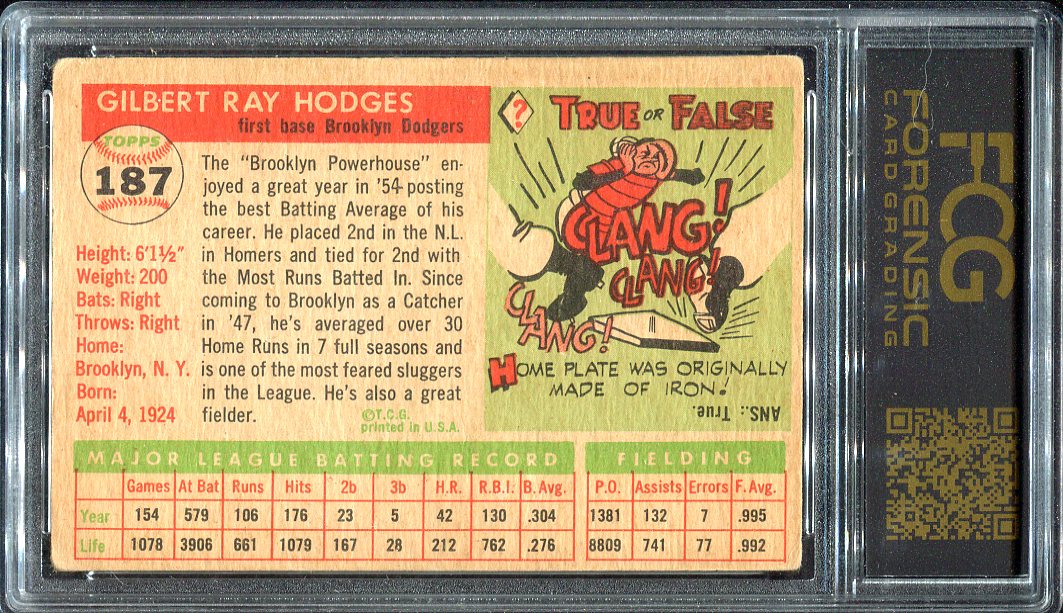 GILBERT RAY HODGES
first base Brooklyn Dodgers
TOPPS
187
Height: 6'1½"
Weight: 200
Bats: Right
Throws: Right
Home:
Brooklyn, N. Y.
Born:
April 4, 1924
The "Brooklyn Powerhouse" en-
joyed a great year in '54 posting
the best Batting Average of his
career. He placed 2nd in the N.L.
in Homers and tied for 2nd with
the Most Runs Batted In. Since
coming to Brooklyn as a Catcher
in '47, he's averaged over 30
Home Runs in 7 full seasons and
is one of the most feared sluggers
in the League. He's also a great
fielder.
©T.C.G.
printed in U.S.A.
? TRUE OR FALSE
CLANG!
CLANG!
CLANG!
HOME PLATE WAS ORIGINALLY
MADE OF IRON!
ANS.: True.
MAJOR LEAGUE BATTING RECORD FIELDING
Games At Bat Runs Hits 2b 3b H.R. R.B.I. B. Avg. P.O. Assists Errors F. Avg.
Year 154 579 106 176 23 5 42 130 .304 1381 132 7 .995
Life 1078 3906 661 1079 167 28 212 762 .276 8809 741 77 .992
FCG
FORENSIC
CARD GRADING